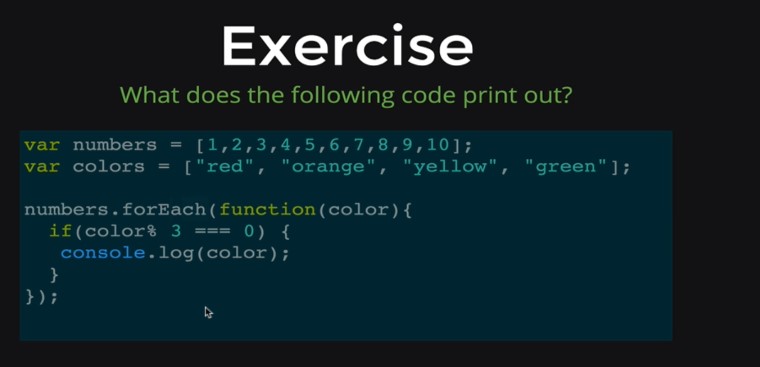 Exercise
What does the following code print out?
var numbers = [1,2,3,4,5,6,7,8,9,10];
var colors = ["red", "orange", "yellow", "green"];
numbers.forEach(function(color){
if(color% 3 === 0) {
console.log(color);
}
});